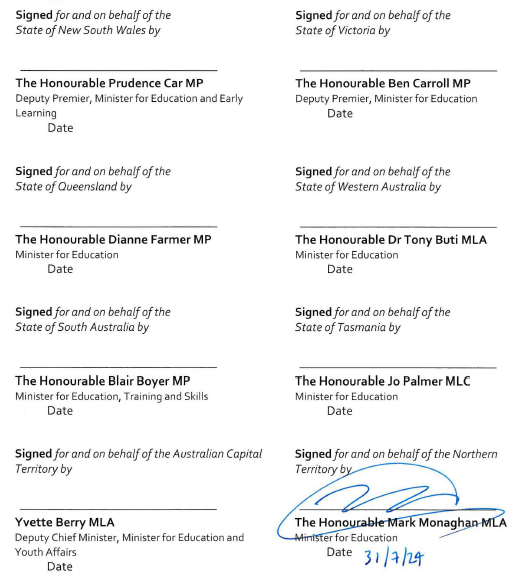 Signed for and on behalf of the
State of New South Wales by
The Honourable Prudence Car MP
Deputy Premier, Minister for Education and Early
Learning
Date
Signed for and on behalf of the
State of Victoria by
The Honourable Ben Carroll MP
Deputy Premier, Minister for Education
Date
Signed for and on behalf of the
State of Queensland by
The Honourable Dianne Farmer MP
Minister for Education
Date
Signed for and on behalf of the
State of Western Australia by
The Honourable Dr Tony Buti MLA
Minister for Education
Date
Signed for and on behalf of the
State of South Australia by
The Honourable Blair Boyer MP
Minister for Education, Training and Skills
Date
Signed for and on behalf of the
State of Tasmania by
The Honourable Jo Palmer MLC
Minister for Education
Date
Signed for and on behalf of the Australian Capital
Territory by
Yvette Berry MLA
Deputy Chief Minister, Minister for Education and
Youth Affairs
Date
Signed for and on behalf of the Northern
Territory by
The Honourable Mark Monaghan MLA
Minister for Education
Date 31/7/24